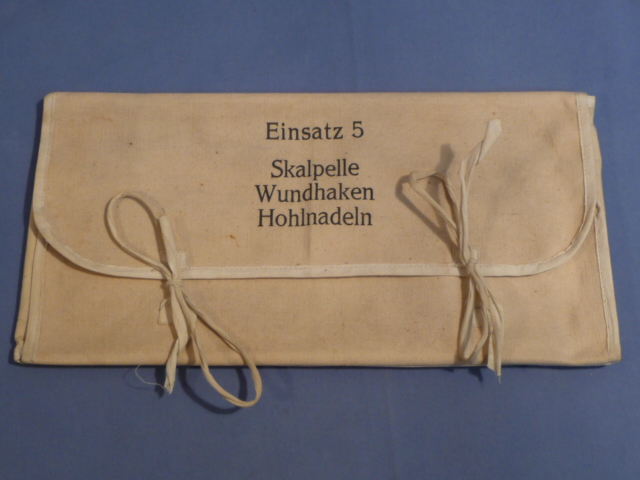 Einsatz 5
Skalpelle
Wundhaken
Hohlnadeln